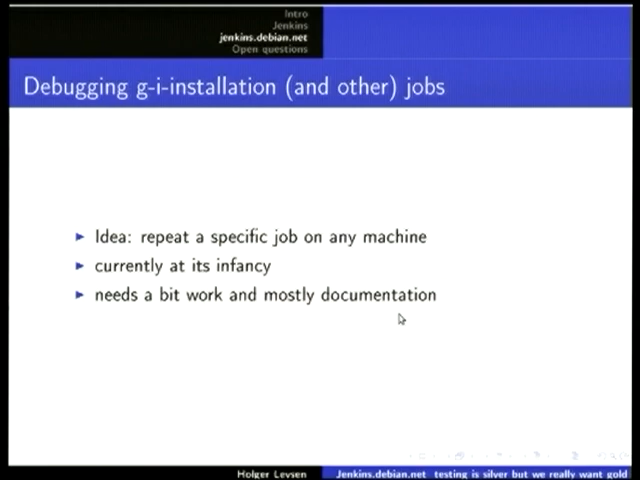 Intro
Jenkins
jenkins.debian.net
Open questions
Debugging g-i-installation (and other) jobs
Idea: repeat a specific job on any machine
currently at its infancy
needs a bit work and mostly documentation
Holger Levsen
Jenkins.debian.net testing is silver but we really want gold